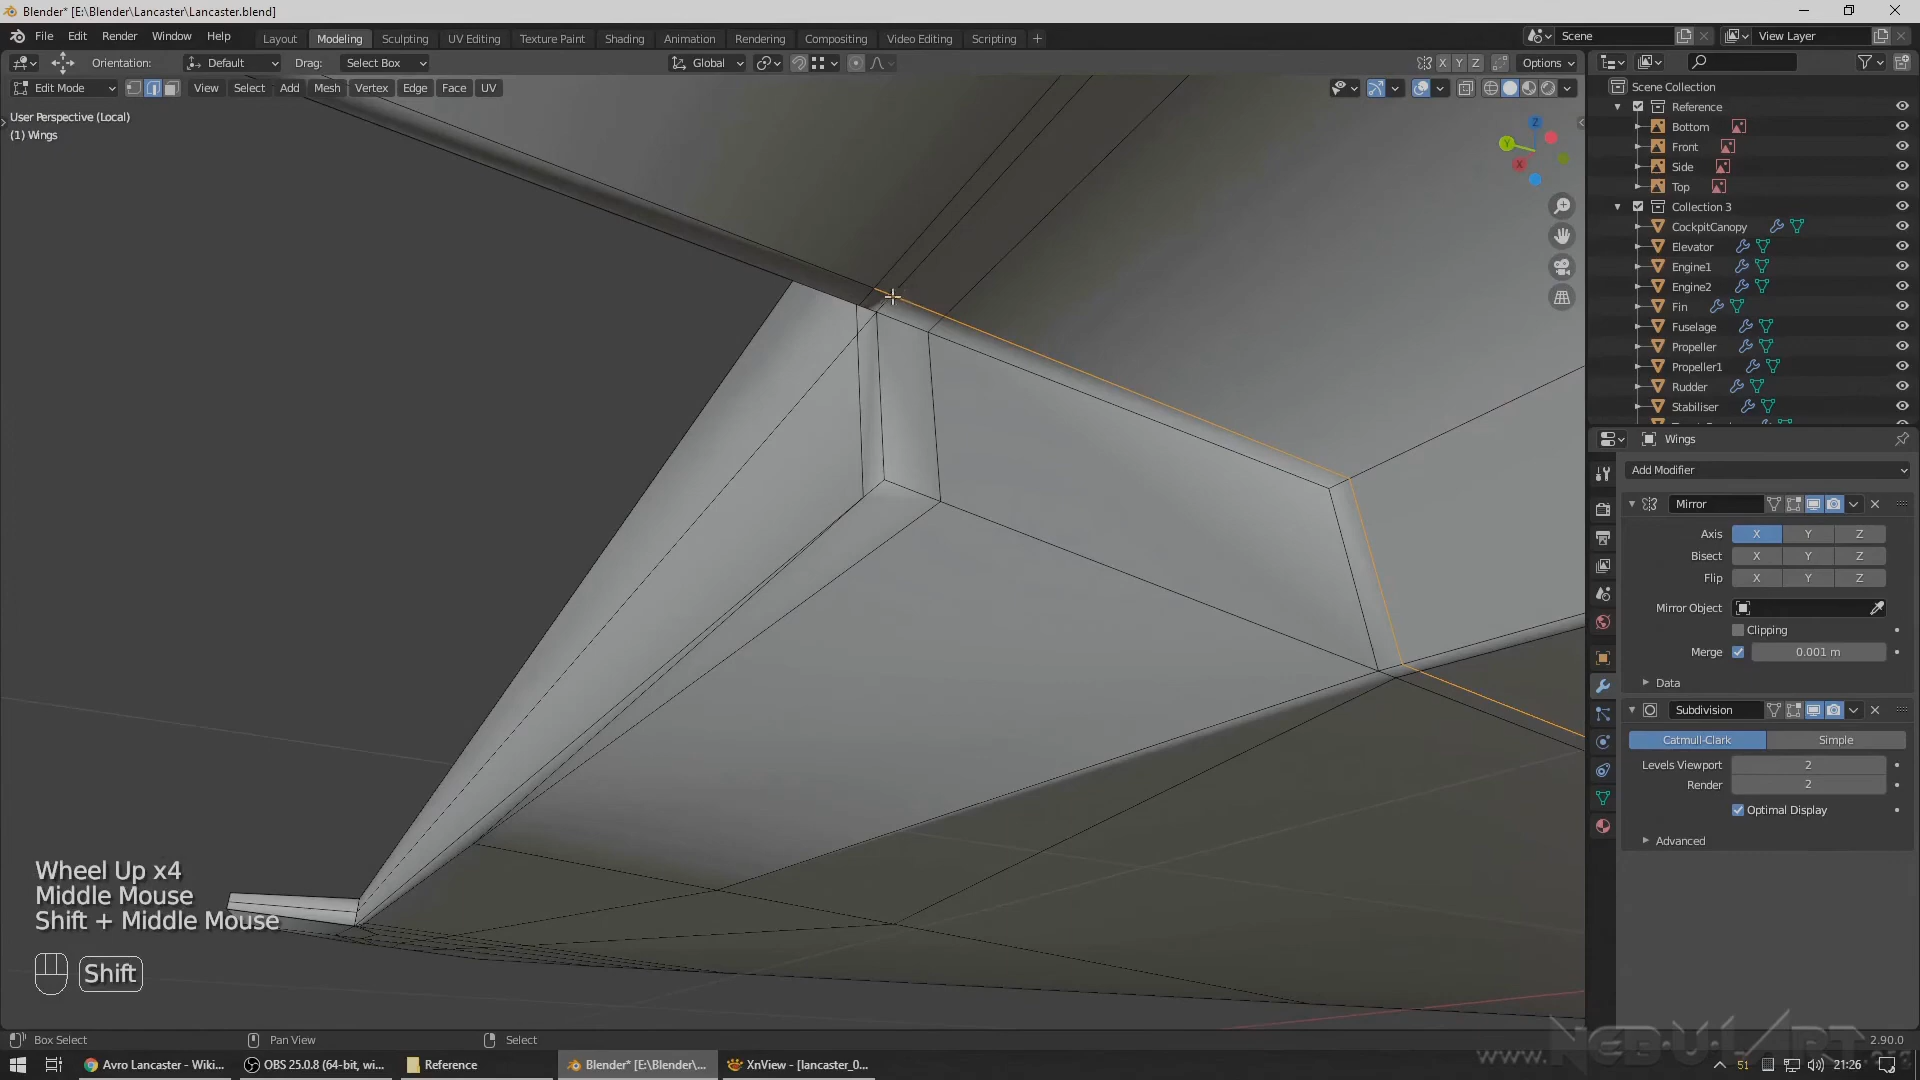 Blender* [E:\Blender\Lancaster\Lancaster.blend]
File Edit Render Window Help Layout Modeling Sculpting UV Editing Texture Paint Shading Animation Rendering Compositing Video Editing Scripting + Scene View Layer
Orientation: Default Drag: Select Box Global X Y Z Options
Edit Mode View Select Add Mesh Vertex Edge Face UV
User Perspective (Local)
(1) Wings
Z
Y
X
Scene Collection
Reference
Bottom
Front
Side
Top
Collection 3
CockpitCanopy
Elevator
Engine1
Engine2
Fin
Fuselage
Propeller
Propeller1
Rudder
Stabiliser
Wings
Add Modifier
Mirror
Axis X Y Z
Bisect X Y Z
Flip X Y Z
Mirror Object
Clipping
Merge 0.001 m
Data
Subdivision
Catmull-Clark Simple
Levels Viewport 2
Render 2
Optimal Display
Advanced
Wheel Up x4
Middle Mouse
Shift + Middle Mouse
Shift
Box Select Pan View Select 2.90.0
www.NEBULART.org
Avro Lancaster - Wiki... OBS 25.0.8 (64-bit, wi... Reference Blender* [E:\Blender\... XnView - [lancaster_0... 51 21:26